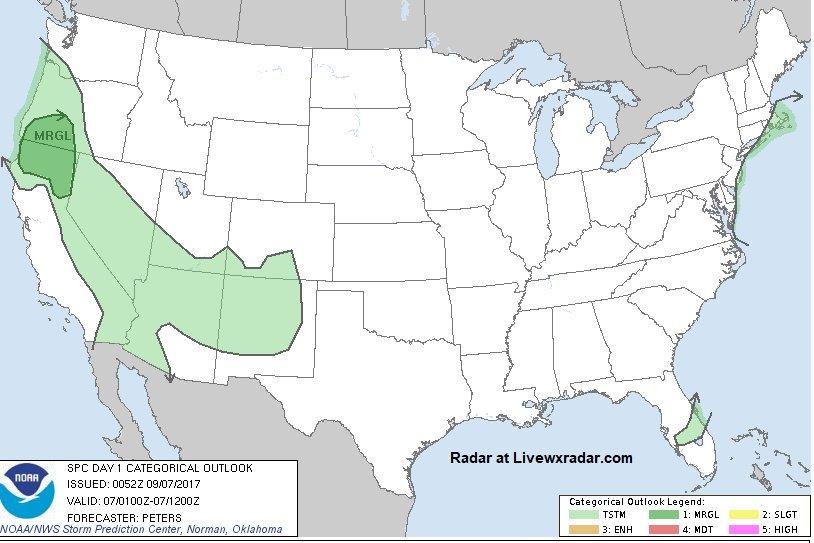 MRGL
Radar at Livewxradar.com
NOAA
SPC DAY 1 CATEGORICAL OUTLOOK
ISSUED: 0052Z 09/07/2017
VALID: 07/0100Z-07/1200Z
FORECASTER: PETERS
NOAA/NWS Storm Prediction Center, Norman, Oklahoma
Categorical Outlook Legend:
TSTM 1: MRGL 2: SLGT
3: ENH 4: MDT 5: HIGH